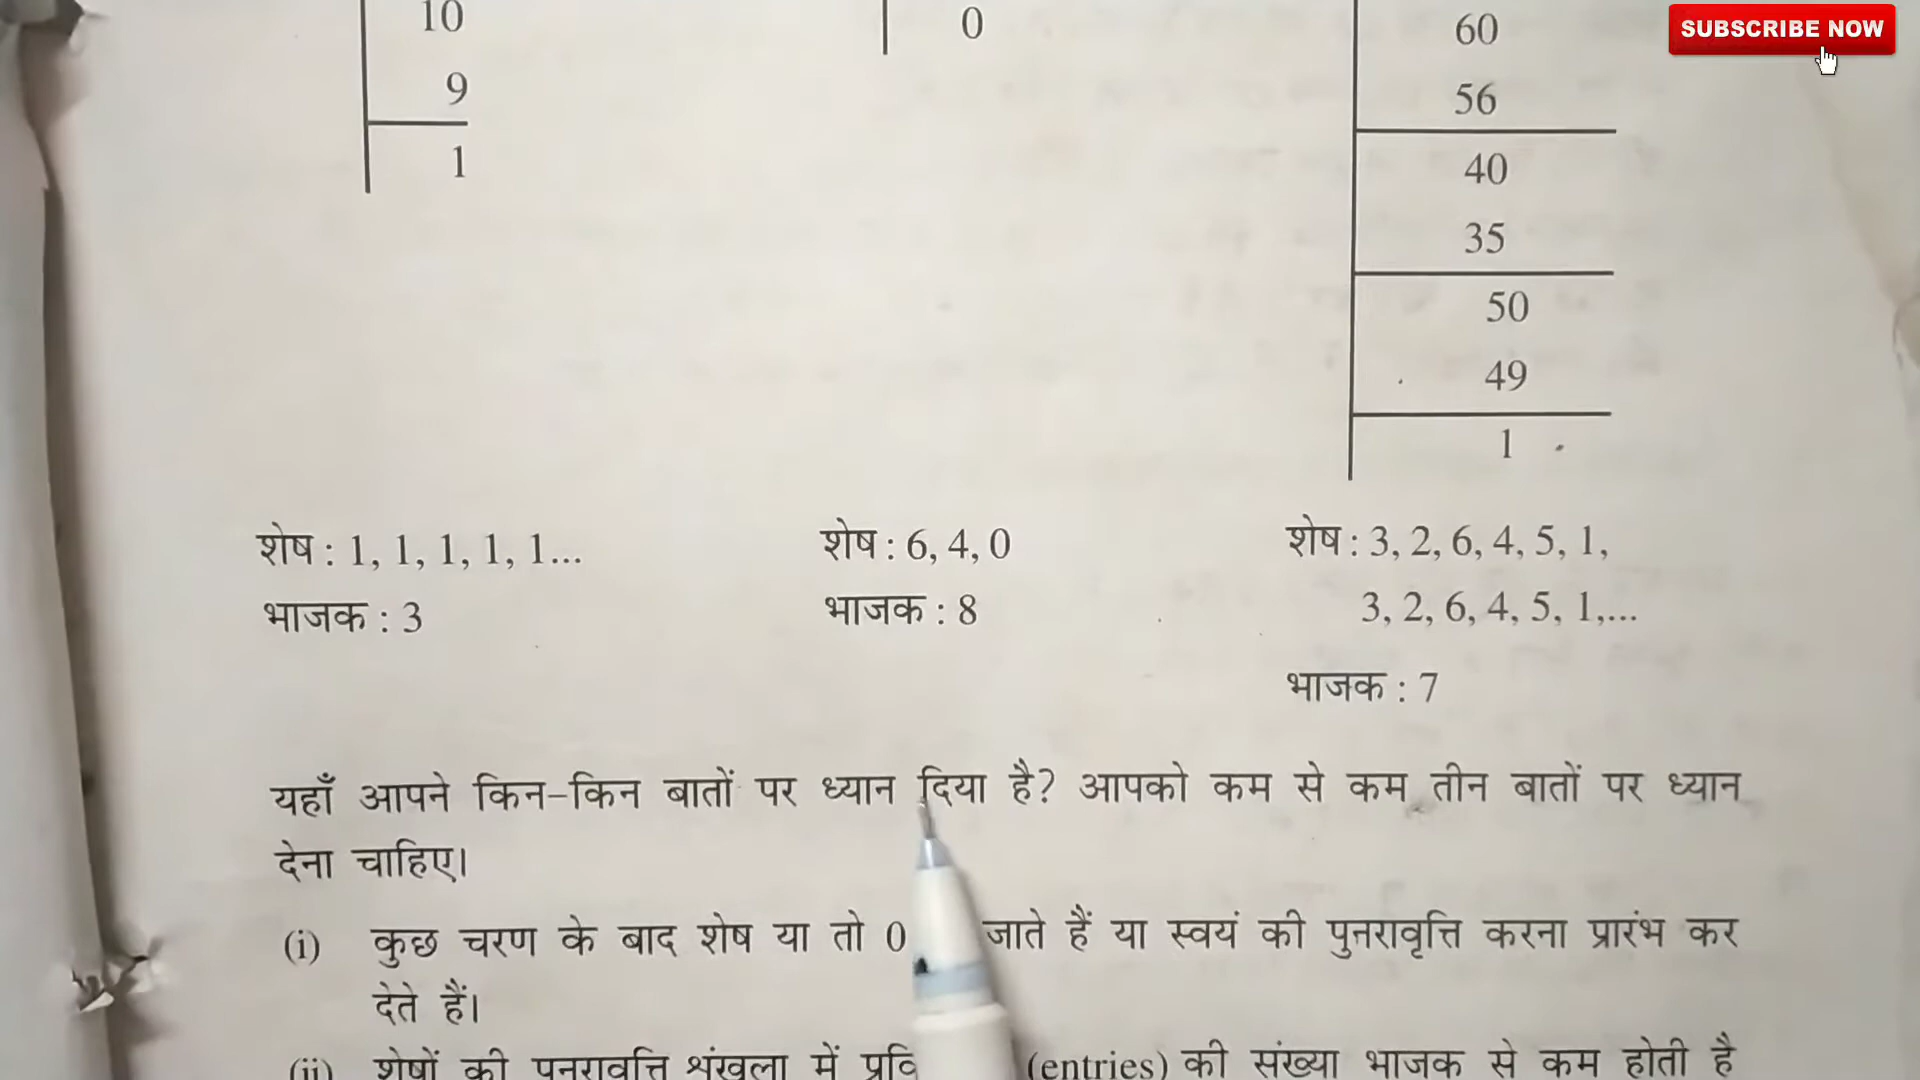 SUBSCRIBE NOW
10
9
1
0
60
56
40
35
50
49
1
शेष : 1, 1, 1, 1, 1...
भाजक : 3
शेष : 6, 4, 0
भाजक : 8
शेष : 3, 2, 6, 4, 5, 1,
3, 2, 6, 4, 5, 1,...
भाजक : 7
यहाँ आपने किन-किन बातों पर ध्यान दिया है? आपको कम से कम तीन बातों पर ध्यान
देना चाहिए।
(i) कुछ चरण के बाद शेष या तो 0 जाते हैं या स्वयं की पुनरावृत्ति करना प्रारंभ कर
देते हैं।
(ii) शेषों की पुनरावृत्ति शृंखला में (entries) की संख्या भाजक से कम होती है